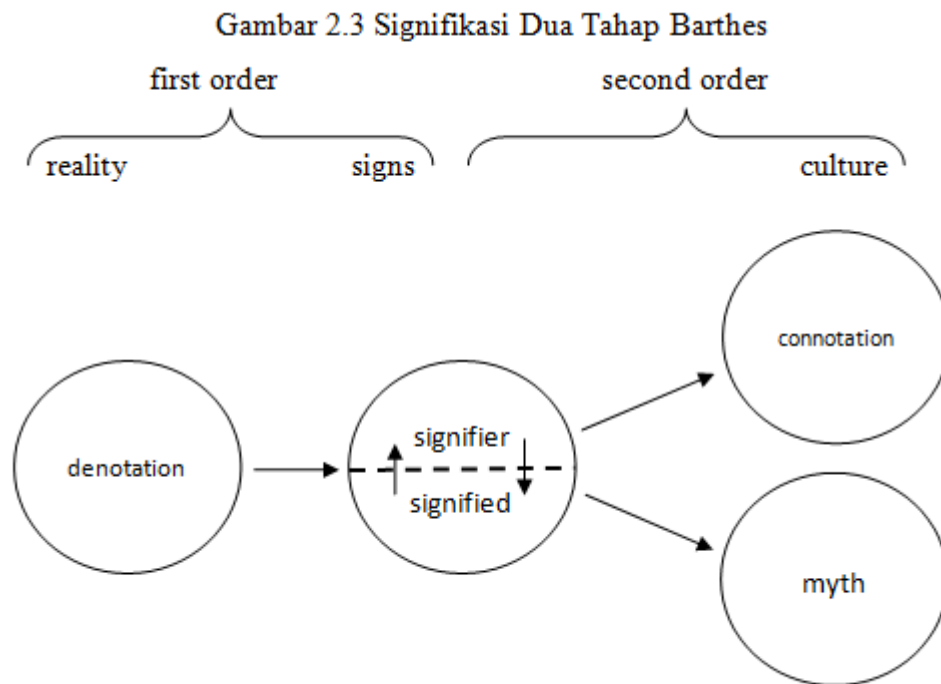 Gambar 2.3 Signifikasi Dua Tahap Barthes
first order second order
reality signs culture
connotation
signifier
denotation
signified
myth